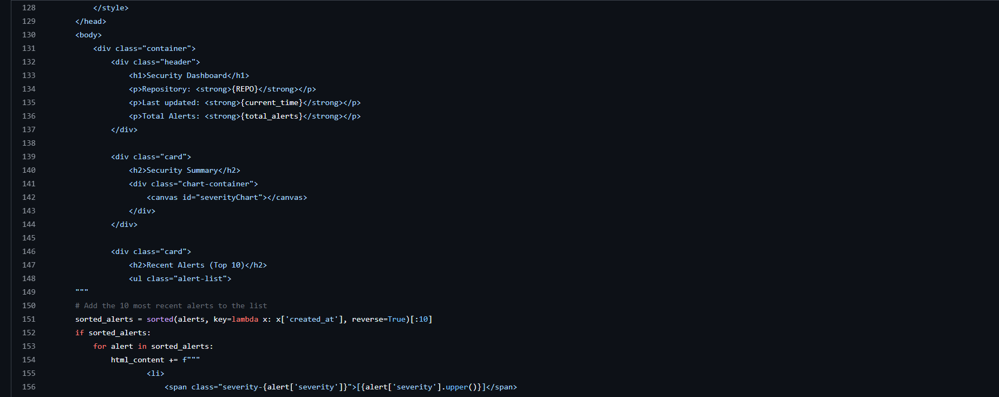 128            </style>
129        </head>
130        <body>
131            <div class="container">
132                <div class="header">
133                    <h1>Security Dashboard</h1>
134                    <p>Repository: <strong>{REPO}</strong></p>
135                    <p>Last updated: <strong>{current_time}</strong></p>
136                    <p>Total Alerts: <strong>{total_alerts}</strong></p>
137                </div>
138
139                <div class="card">
140                    <h2>Security Summary</h2>
141                    <div class="chart-container">
142                        <canvas id="severityChart"></canvas>
143                    </div>
144                </div>
145
146                <div class="card">
147                    <h2>Recent Alerts (Top 10)</h2>
148                    <ul class="alert-list">
149        """
150        # Add the 10 most recent alerts to the list
151        sorted_alerts = sorted(alerts, key=lambda x: x['created_at'], reverse=True)[:10]
152        if sorted_alerts:
153            for alert in sorted_alerts:
154                html_content += f"""
155                        <li>
156                            <span class="severity-{alert['severity']}">[{alert['severity'].upper()}]</span>